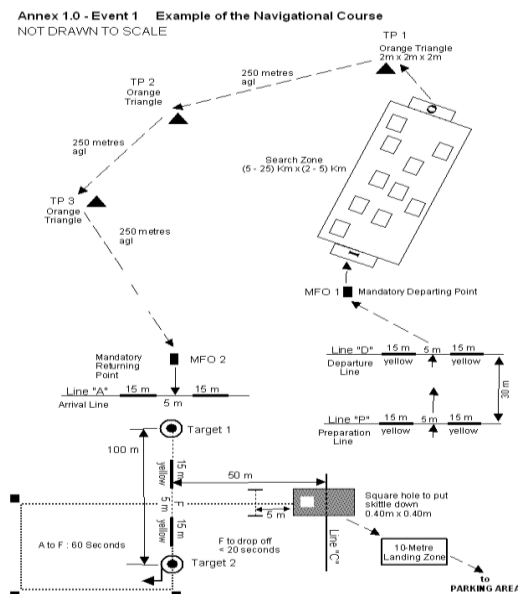 Annex 1.0 - Event 1 Example of the Navigational Course
NOT DRAWN TO SCALE
TP 1
Orange Triangle
2m x 2m x 2m
250 metres
agl
TP 2
Orange
Triangle
250 metres
agl
O
Search Zone
(5 - 25) Km x (2 - 5) Km
TP 3
Orange
Triangle
250 metres
agl
I
MFO 1 Mandatory Departing Point
Mandatory
Returning
Point
MFO 2
Line "D" 15 m 5 m 15 m
Departure
Line
yellow yellow
30 m
Line "A" 15 m 15 m
Arrival Line 5 m
Line "P" 15 m 5 m 15 m
Preparation
Line
yellow yellow
Target 1
100 m
15 m
yellow
50 m
5 m
F
5 m
Square hole to put
skittle down
0.40m x 0.40m
15 m
yellow
A to F : 60 Seconds
F to drop off
< 20 seconds
Line "C"
Target 2
10-Metre
Landing Zone
to
PARKING AREA